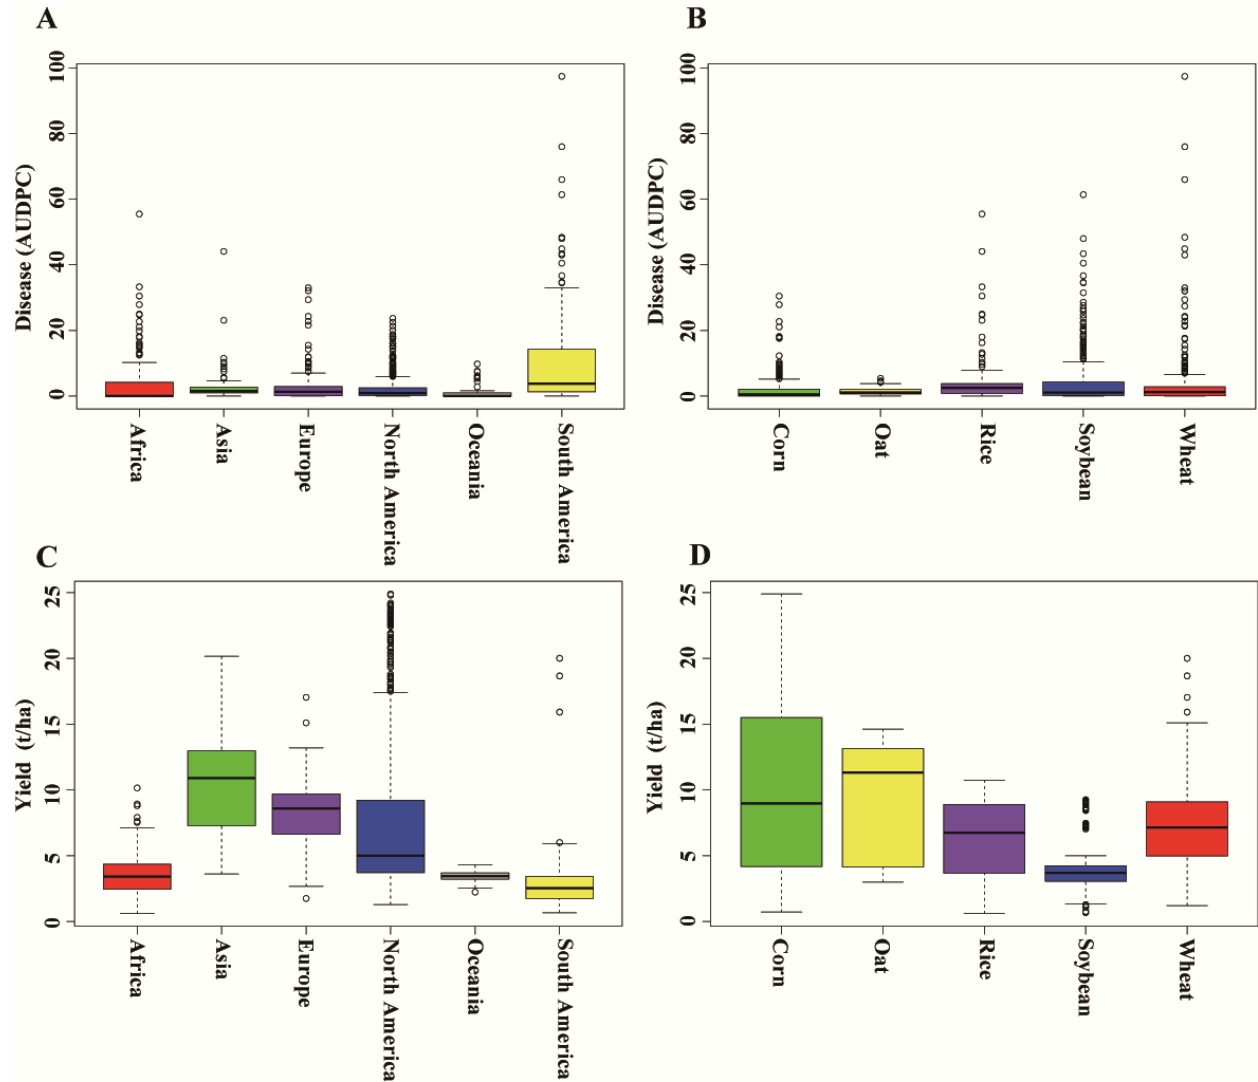 A
B
Disease (AUDPC)
100
80
60
40
20
0
Africa
Asia
Europe
North America
Oceania
South America
Disease (AUDPC)
100
80
60
40
20
0
Corn
Oat
Rice
Soybean
Wheat
C
D
Yield (t/ha)
25
20
15
10
5
0
Africa
Asia
Europe
North America
Oceania
South America
Yield (t/ha)
25
20
15
10
5
0
Corn
Oat
Rice
Soybean
Wheat